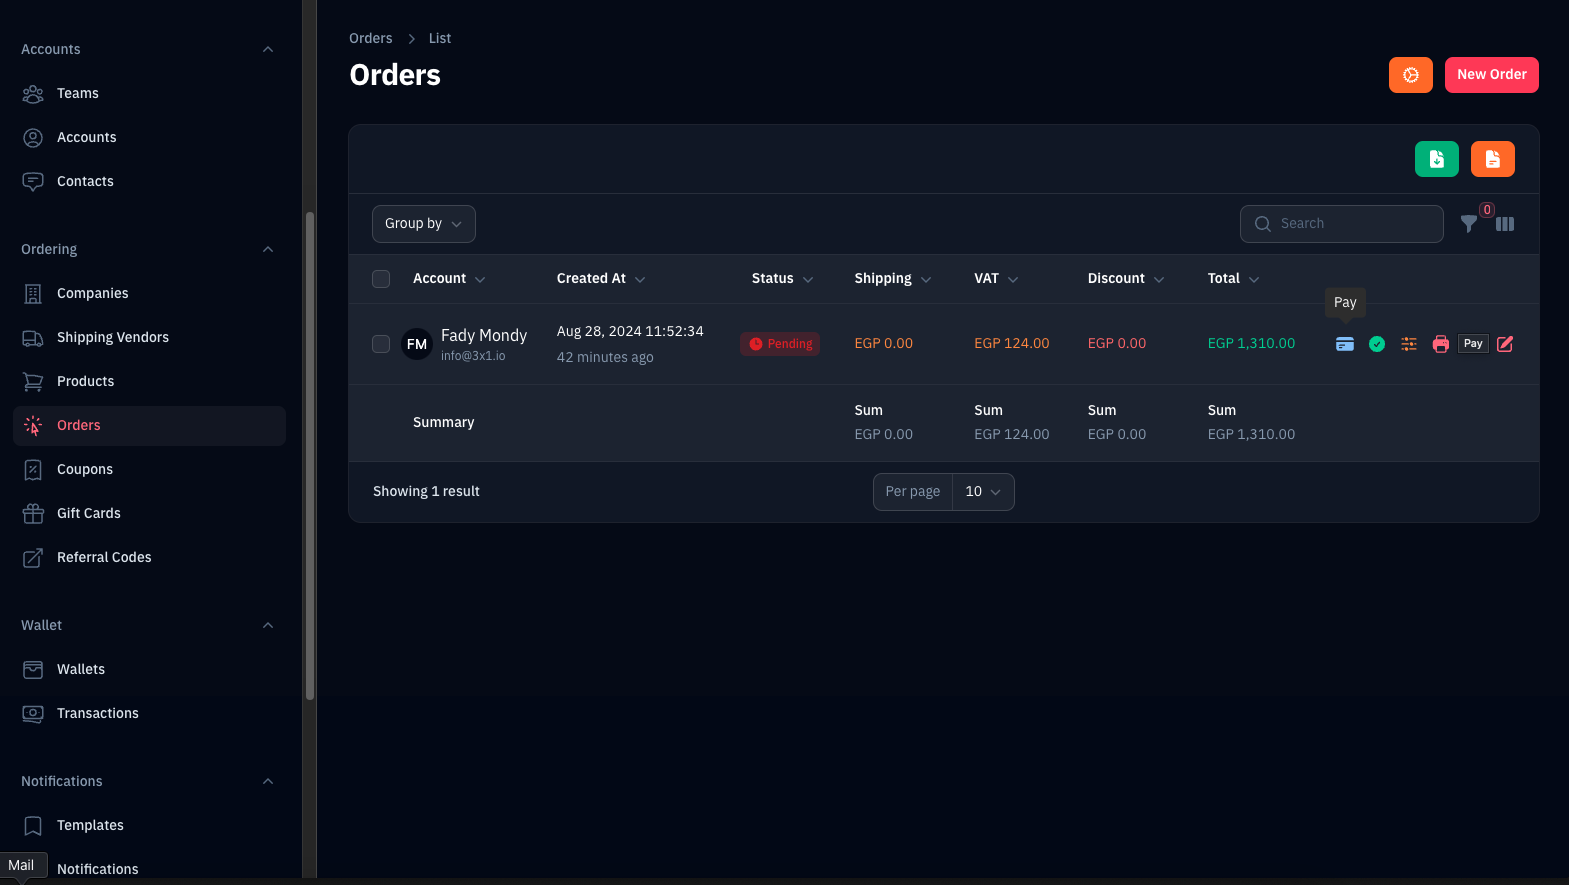 Accounts
Teams
Accounts
Contacts
Ordering
Companies
Shipping Vendors
Products
Orders
Coupons
Gift Cards
Referral Codes
Wallet
Wallets
Transactions
Notifications
Templates
Notifications
Mail
Orders > List
Orders
New Order
Group by
Search
0
Account Created At Status Shipping VAT Discount Total
Pay
FM Fady Mondy
info@3x1.io
Aug 28, 2024 11:52:34
42 minutes ago
Pending
EGP 0.00 EGP 124.00 EGP 0.00 EGP 1,310.00
Pay
Summary
Sum Sum Sum Sum
EGP 0.00 EGP 124.00 EGP 0.00 EGP 1,310.00
Showing 1 result
Per page 10